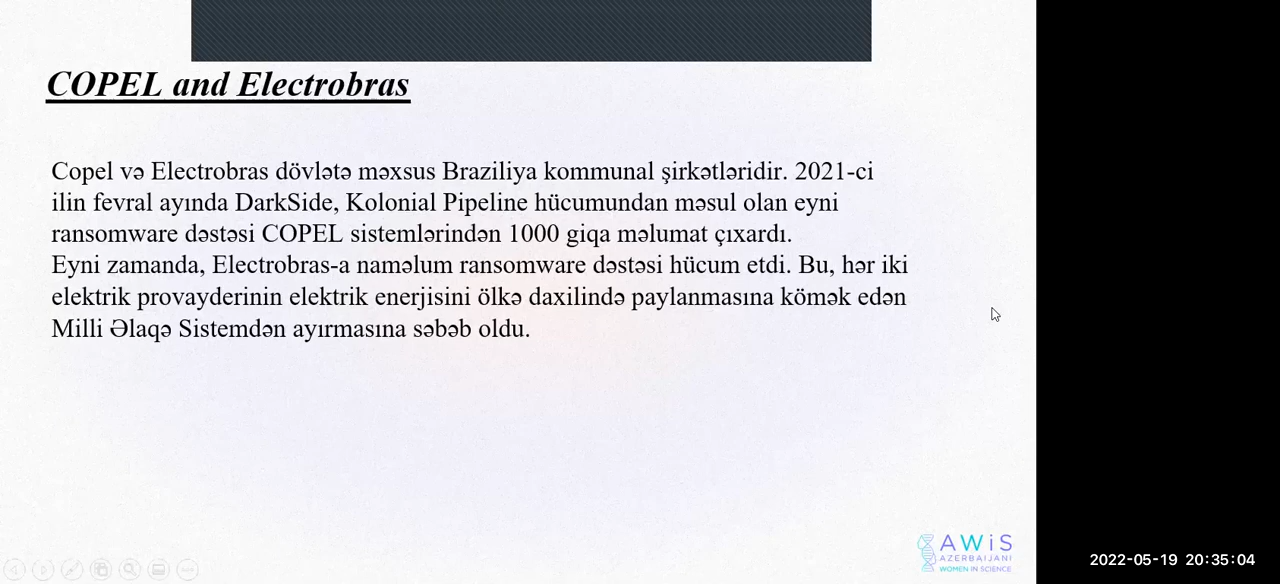 COPEL and Electrobras
Copel və Electrobras dövlətə məxsus Braziliya kommunal şirkətləridir. 2021-ci
ilin fevral ayında DarkSide, Kolonial Pipeline hücumundan məsul olan eyni
ransomware dəstəsi COPEL sistemlərindən 1000 giqa məlumat çıxardı.
Eyni zamanda, Electrobras-a naməlum ransomware dəstəsi hücum etdi. Bu, hər iki
elektrik provayderinin elektrik enerjisini ölkə daxilində paylanmasına kömək edən
Milli Əlaqə Sistemdən ayırmasına səbəb oldu.
AWiS
AZERBAIJANI
WOMEN IN SCIENCE
2022-05-19 20:35:04